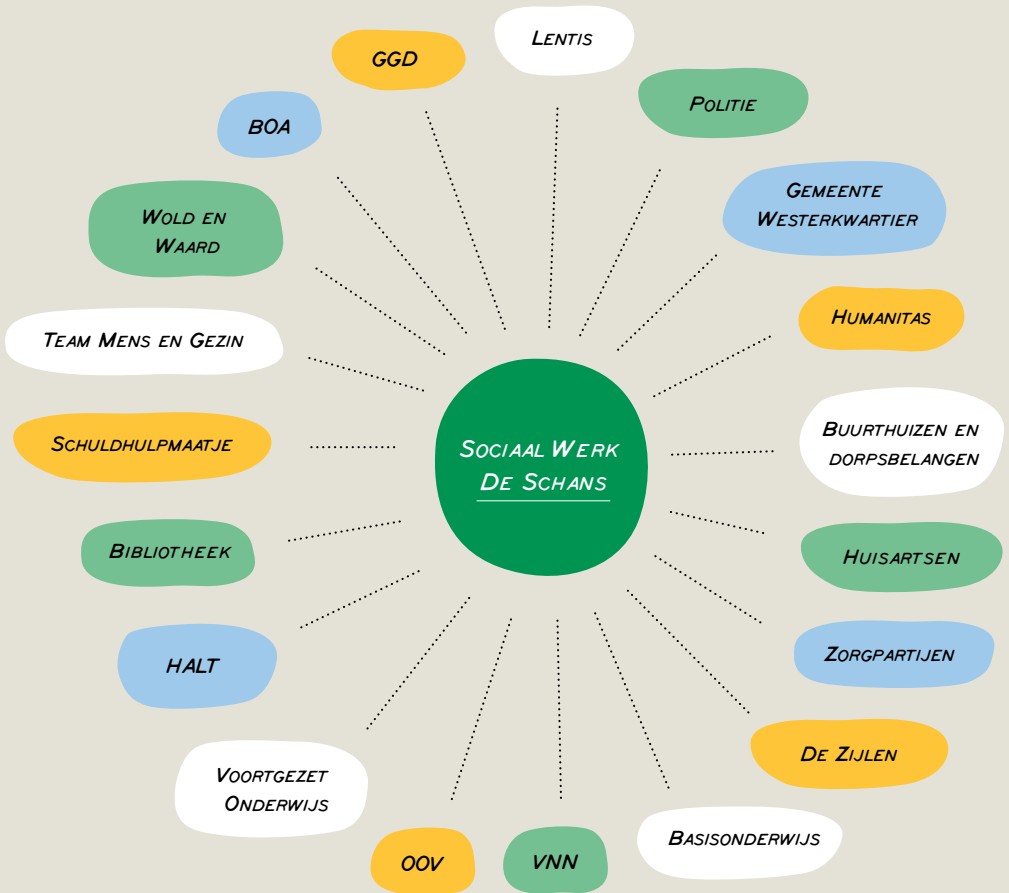 Lentis
GGD
Politie
BOA
Gemeente
Westerkwartier
Wold en
Waard
Humanitas
Team Mens en Gezin
Buurthuizen en
dorpsbelangen
Schuldhulpmaatje
Sociaal Werk
De Schans
Bibliotheek
Huisartsen
HALT
Zorgpartijen
De Zijlen
Voortgezet
Onderwijs
Basisonderwijs
OOV
VNN